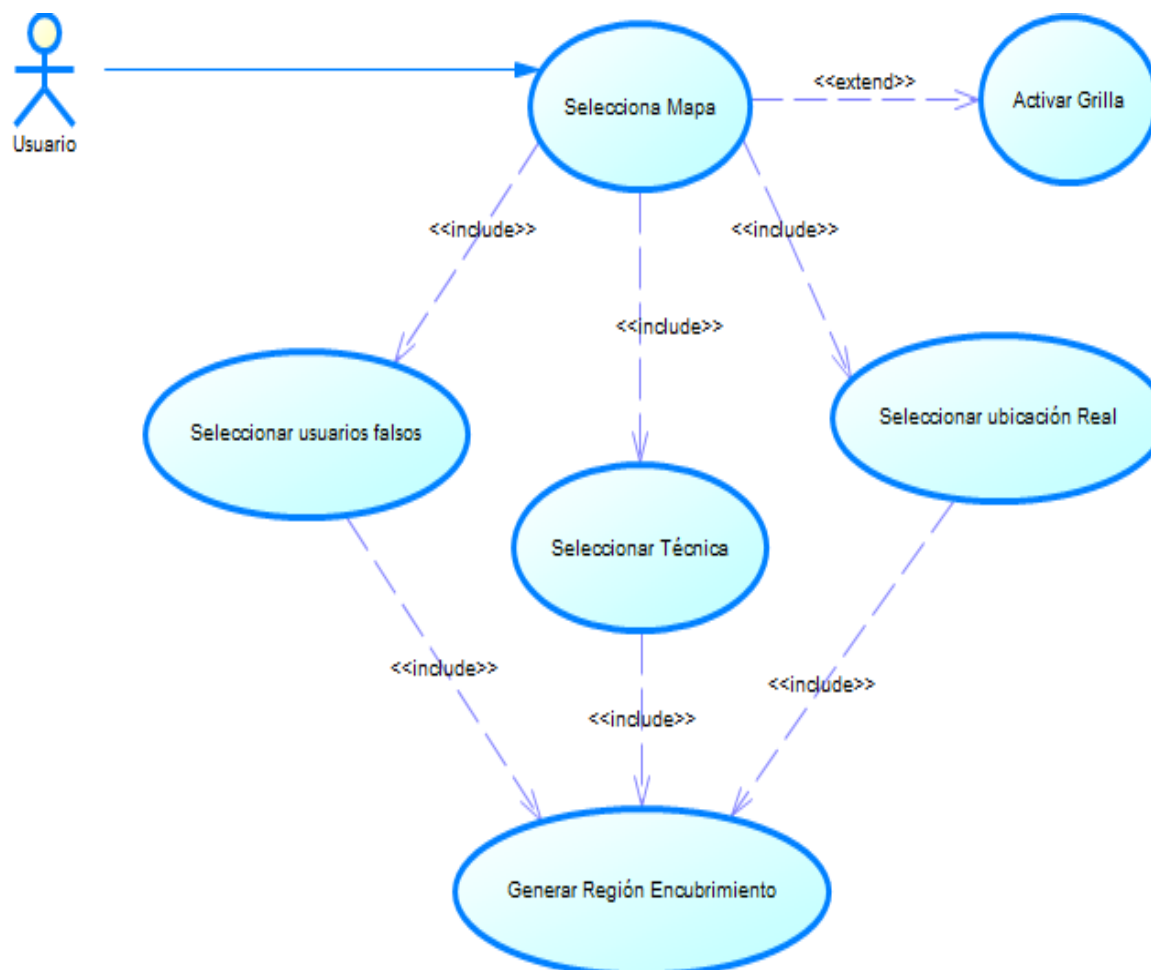 Usuario
Selecciona Mapa
<<extend>>
Activar Grilla
<<include>>
<<include>>
<<include>>
Seleccionar usuarios falsos
Seleccionar Técnica
Seleccionar ubicación Real
<<include>>
<<include>>
<<include>>
Generar Región Encubrimiento